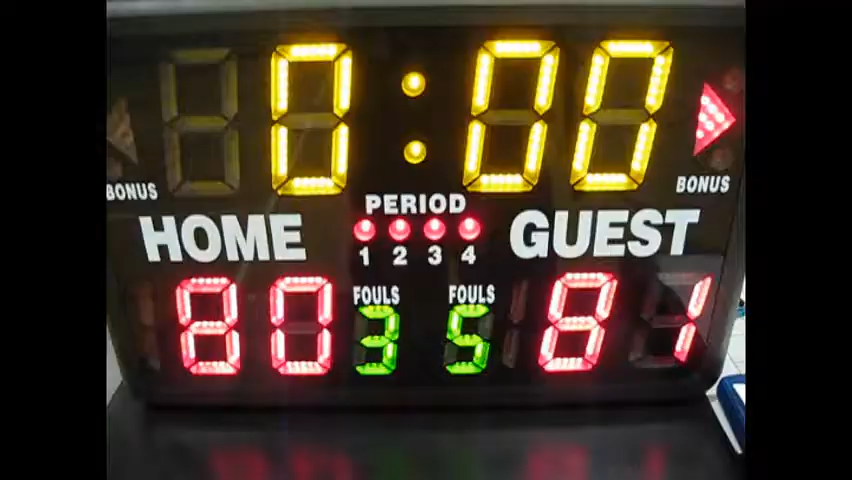 0:00
BONUS BONUS
PERIOD
HOME GUEST
1 2 3 4
FOULS FOULS
80 3 5 81